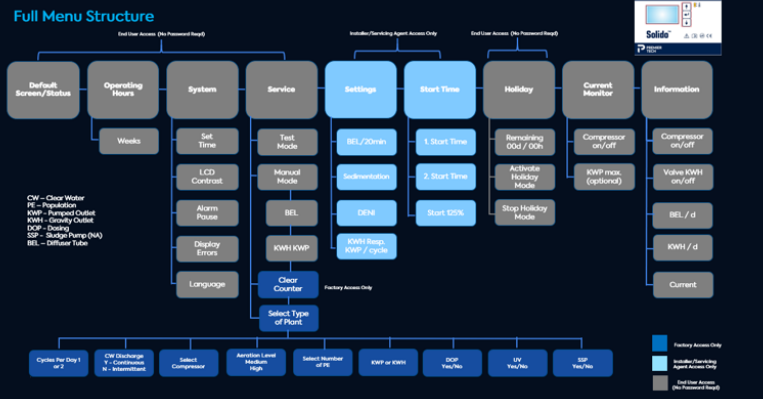 Full Menu Structure
Solido
PREMIER
TECH
End User Access (No Password Reqd)
Installer/Servicing Agent Access Only
End User Access (No Password Reqd)
Default
Screen/Status
Operating
Hours
System
Service
Settings
Start Time
Holiday
Current
Monitor
Information
Weeks
Set
Time
LCD
Contrast
Alarm
Pause
Display
Errors
Language
Test
Mode
Manual
Mode
BEL
KWH KWP
Clear
Counter
Factory Access Only
Select Type
of Plant
BEL/20min
Sedimentation
DENI
KWH Resp.
KWP / cycle
1. Start Time
2. Start Time
Start 125%
Remaining
00d / 00h
Activate
Holiday
Mode
Stop Holiday
Mode
Compressor
on/off
KWP max.
(optional)
Compressor
on/off
Valve KWH
on/off
BEL / d
KWH / d
Current
CW – Clear Water
PE – Population
KWP - Pumped Outlet
KWH - Gravity Outlet
DOP - Dosing
SSP - Sludge Pump (NA)
BEL – Diffuser Tube
Cycles Per Day 1
or 2
CW Discharge
Y - Continuous
N - Intermittent
Select
Compressor
Aeration Level
Medium
High
Select Number
of PE
KWP or KWH
DOP
Yes/No
UV
Yes/No
SSP
Yes/No
Factory Access Only
Installer/Servicing
Agent Access Only
End User Access
(No Password Reqd)